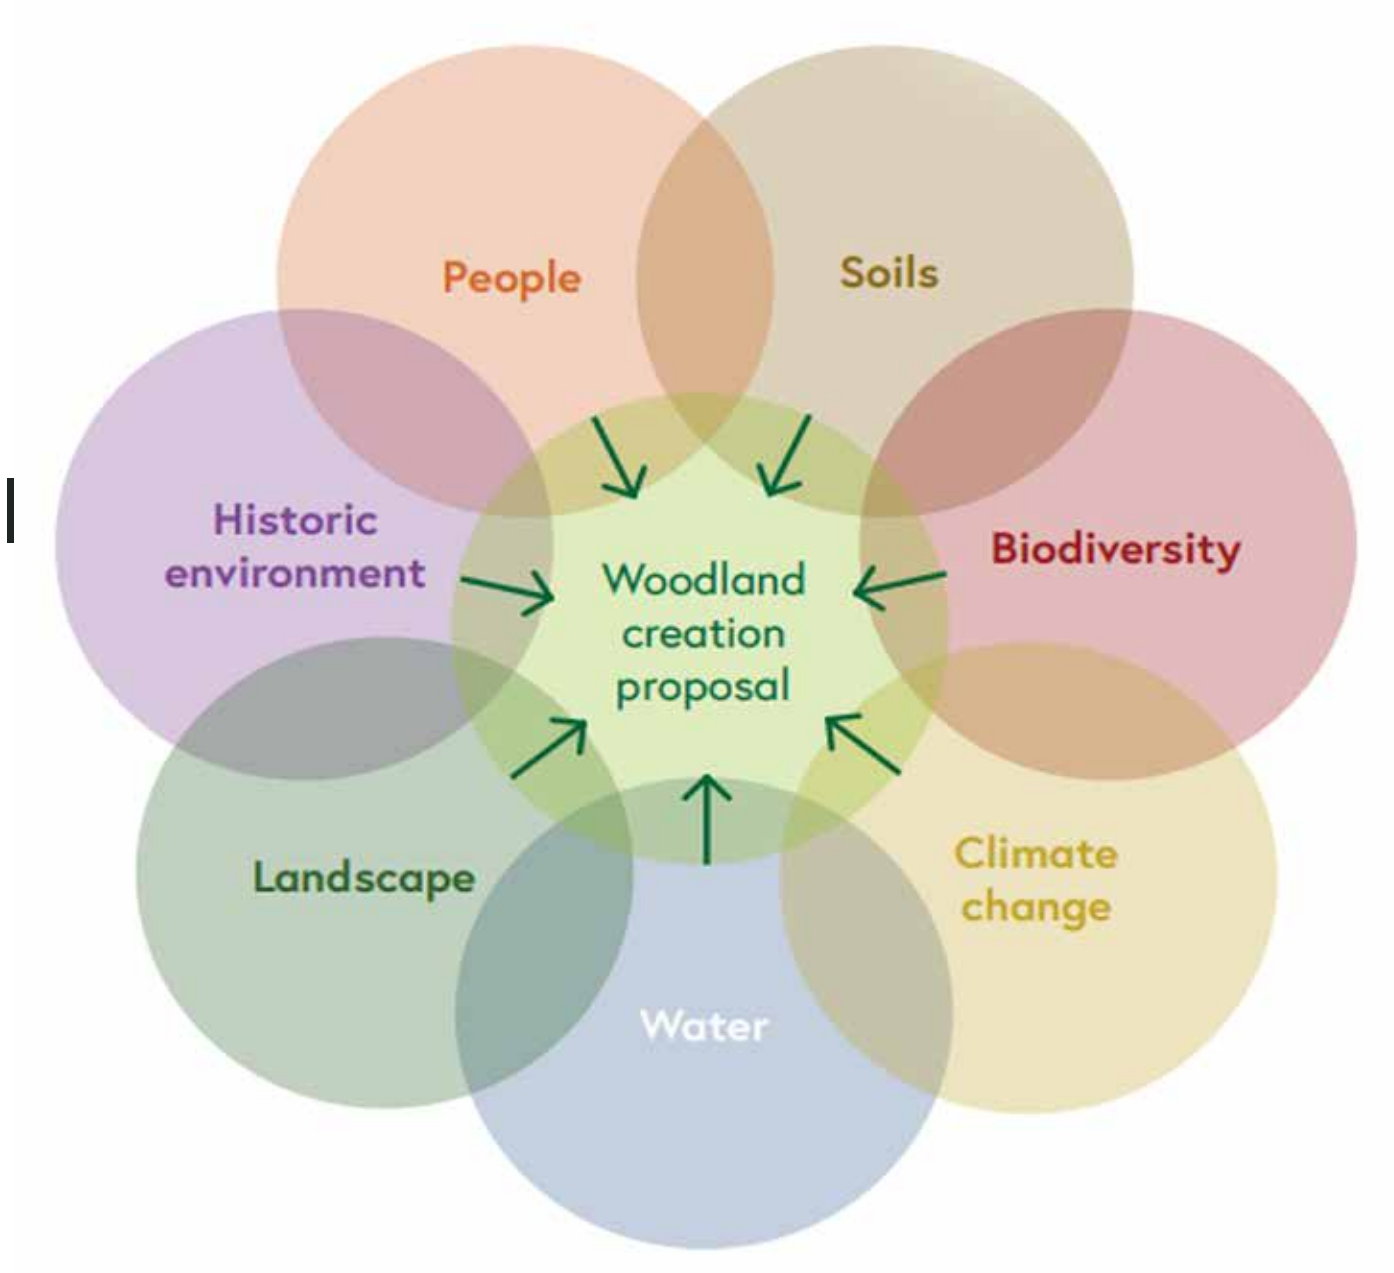 People
Soils
Historic
environment
Biodiversity
Woodland
creation
proposal
Landscape
Climate
change
Water